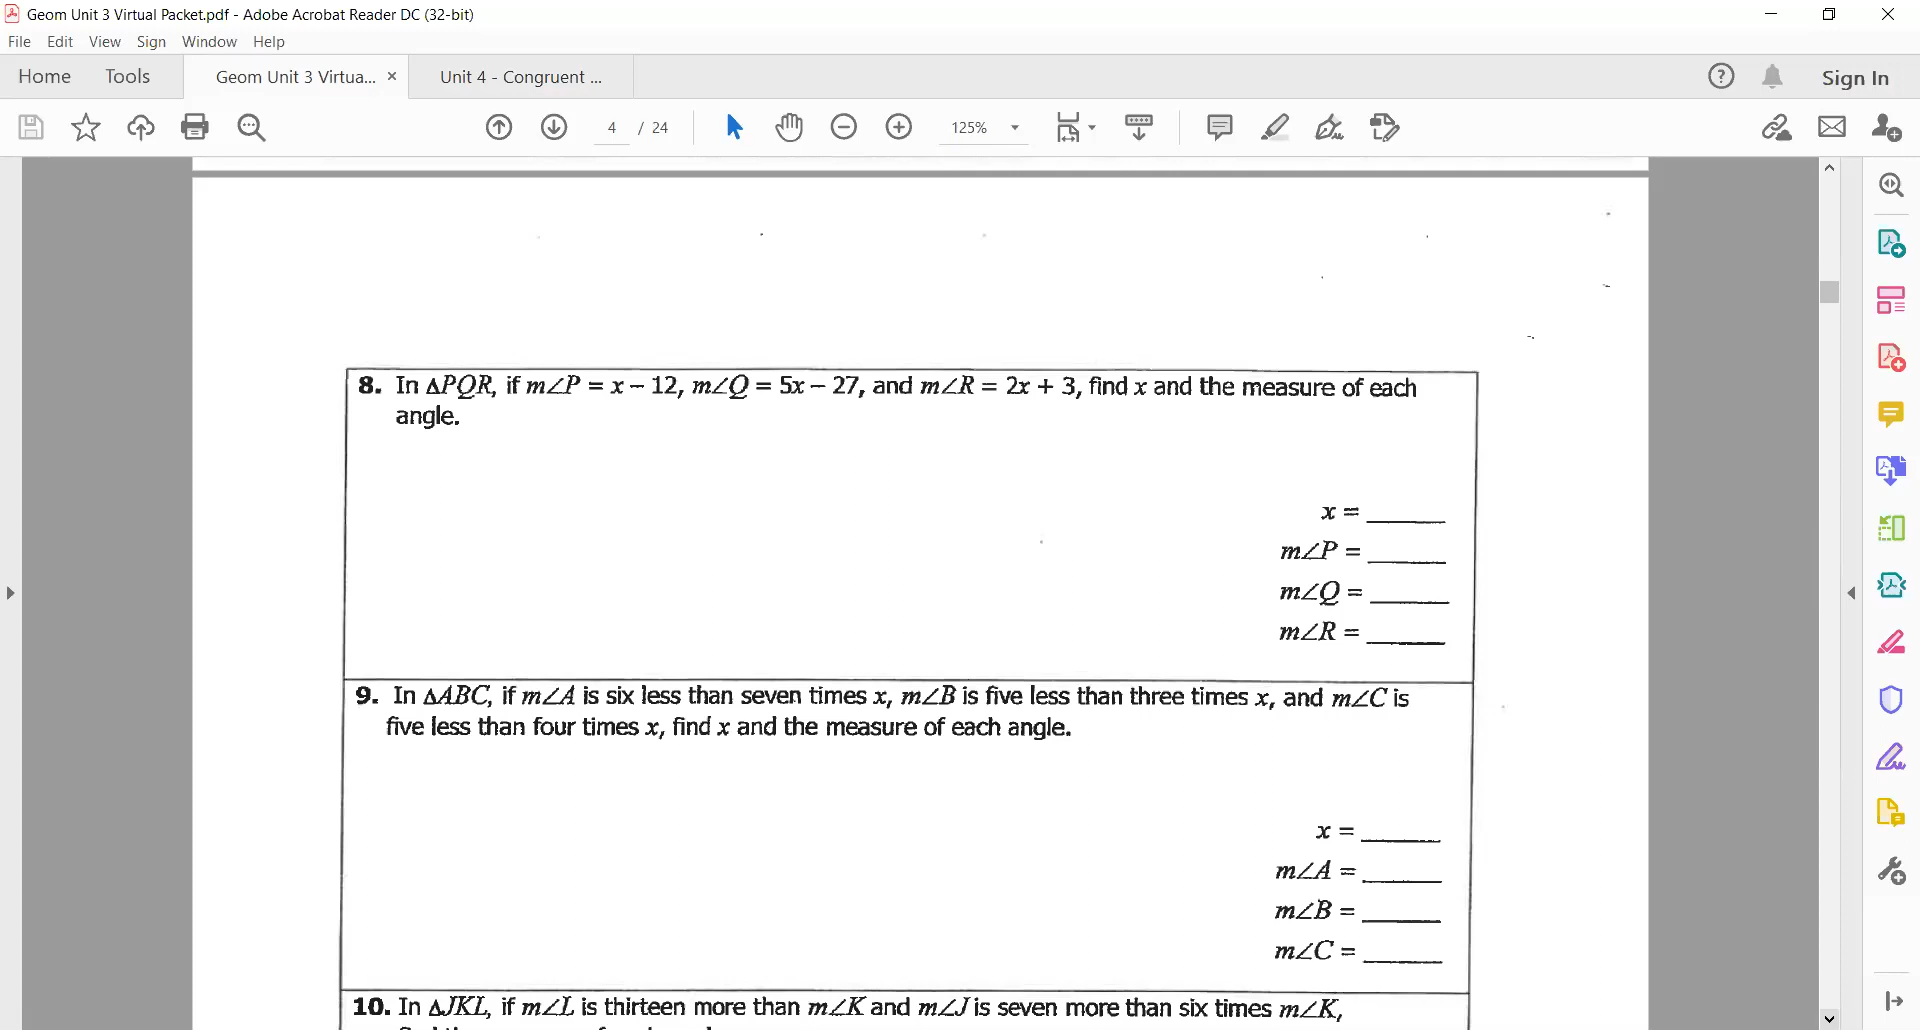 Geom Unit 3 Virtual Packet.pdf - Adobe Acrobat Reader DC (32-bit)
File Edit View Sign Window Help
Home Tools Geom Unit 3 Virtua... × Unit 4 - Congruent ... Sign In
4 / 24 125%
8. In ΔPQR, if m∠P = x – 12, m∠Q = 5x – 27, and m∠R = 2x + 3, find x and the measure of each
angle.
x = ______
m∠P = ______
m∠Q = ______
m∠R = ______
9. In ΔABC, if m∠A is six less than seven times x, m∠B is five less than three times x, and m∠C is
five less than four times x, find x and the measure of each angle.
x = ______
m∠A = ______
m∠B = ______
m∠C = ______
10. In ΔJKL, if m∠L is thirteen more than m∠K and m∠J is seven more than six times m∠K,